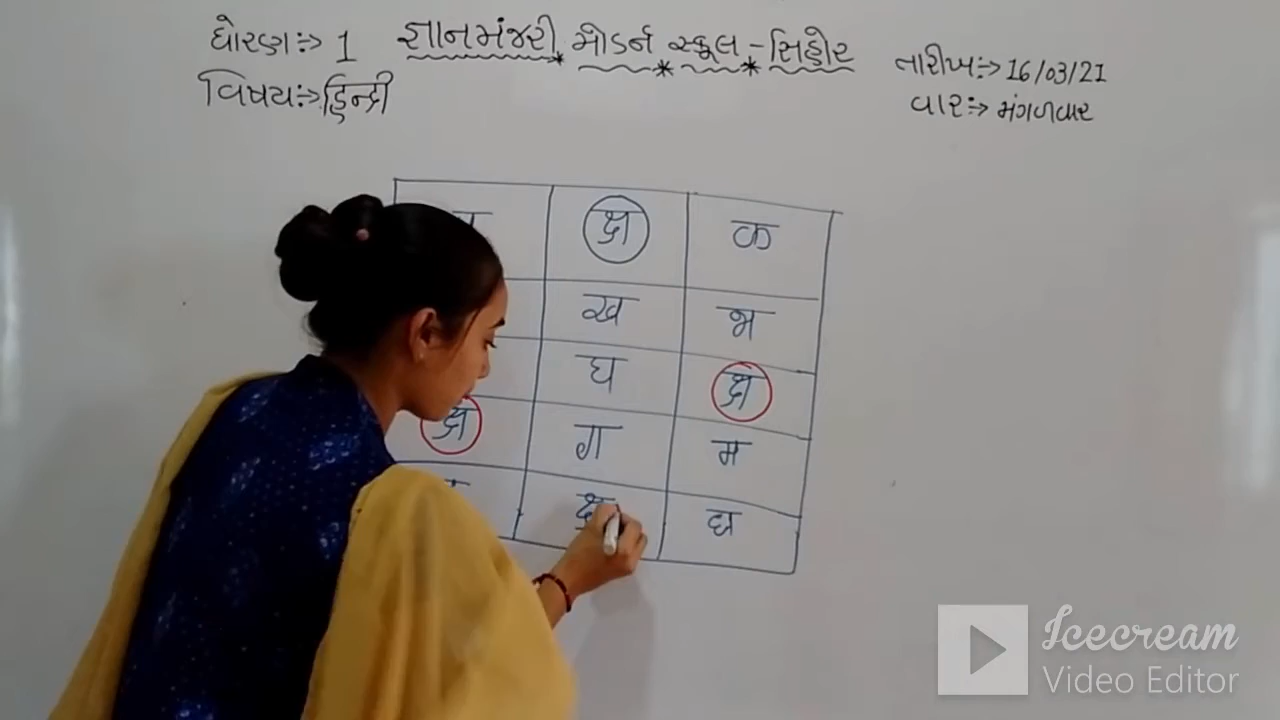 ધોરણ:-> 1 જ્ઞાનમંજરી મોડર્ન સ્કૂલ - સિહોર તારીખ:-> 16/03/21
વિષય:-> હિન્દી વાર:-> મંગળવાર
क्ष क
ख भ
घ क्ष
क्ष ग म
क्ष
Icecream
Video Editor